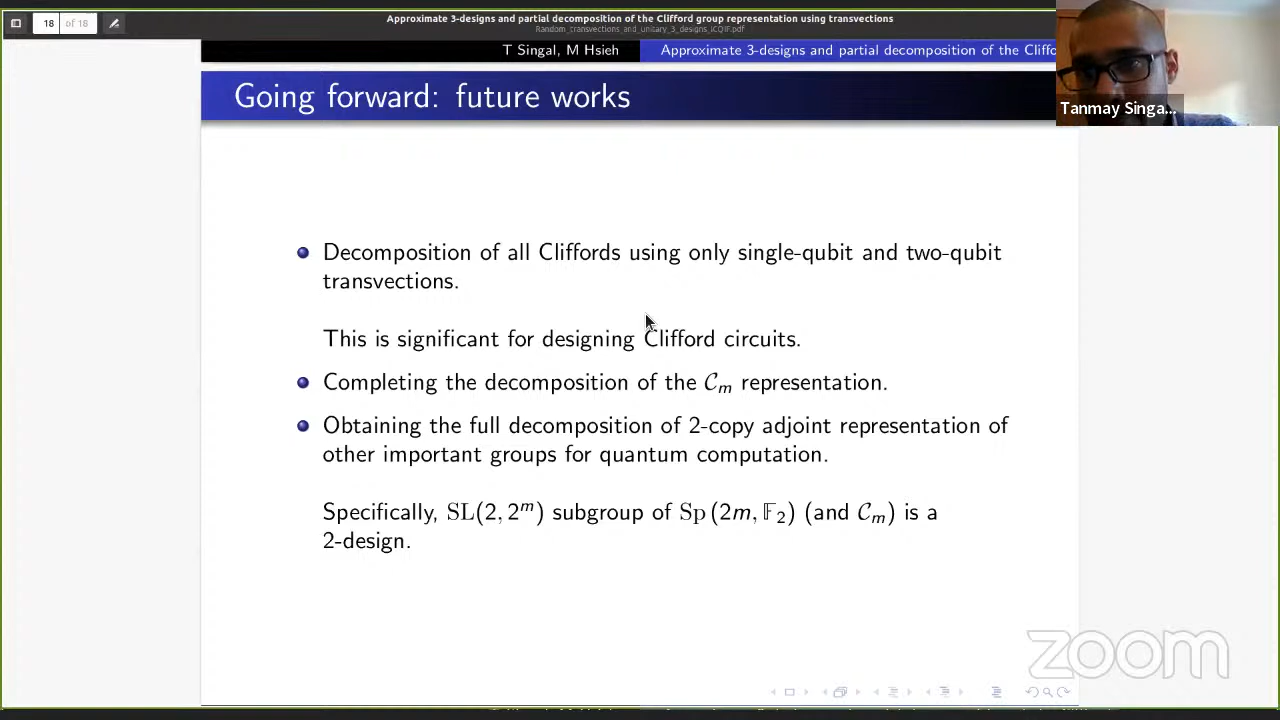 18 of 18
Approximate 3-designs and partial decomposition of the Clifford group representation using transvections
Random_transvections_and_unitary_3_designs_ICQIF.pdf
T Singal, M Hsieh
Approximate 3-designs and partial decomposition of the Cliffo
Tanmay Singa...
Going forward: future works
Decomposition of all Cliffords using only single-qubit and two-qubit
transvections.
This is significant for designing Clifford circuits.
Completing the decomposition of the 𝒞ₘ representation.
Obtaining the full decomposition of 2-copy adjoint representation of
other important groups for quantum computation.
Specifically, SL(2, 2ᵐ) subgroup of Sp (2m, 𝔽₂) (and 𝒞ₘ) is a
2-design.
zoom